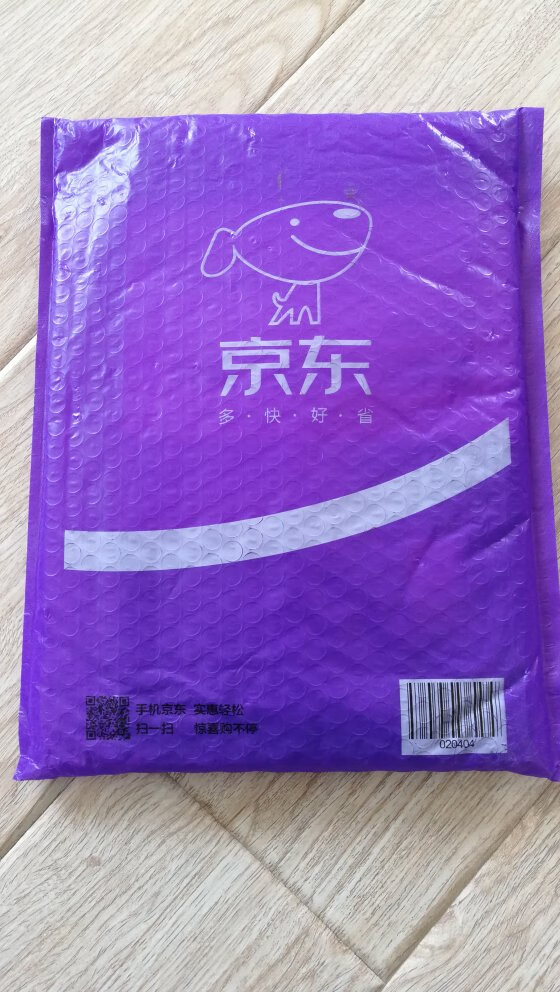 京东
多·快·好·省
手机京东 实惠轻松
扫一扫 惊喜购不停
020404